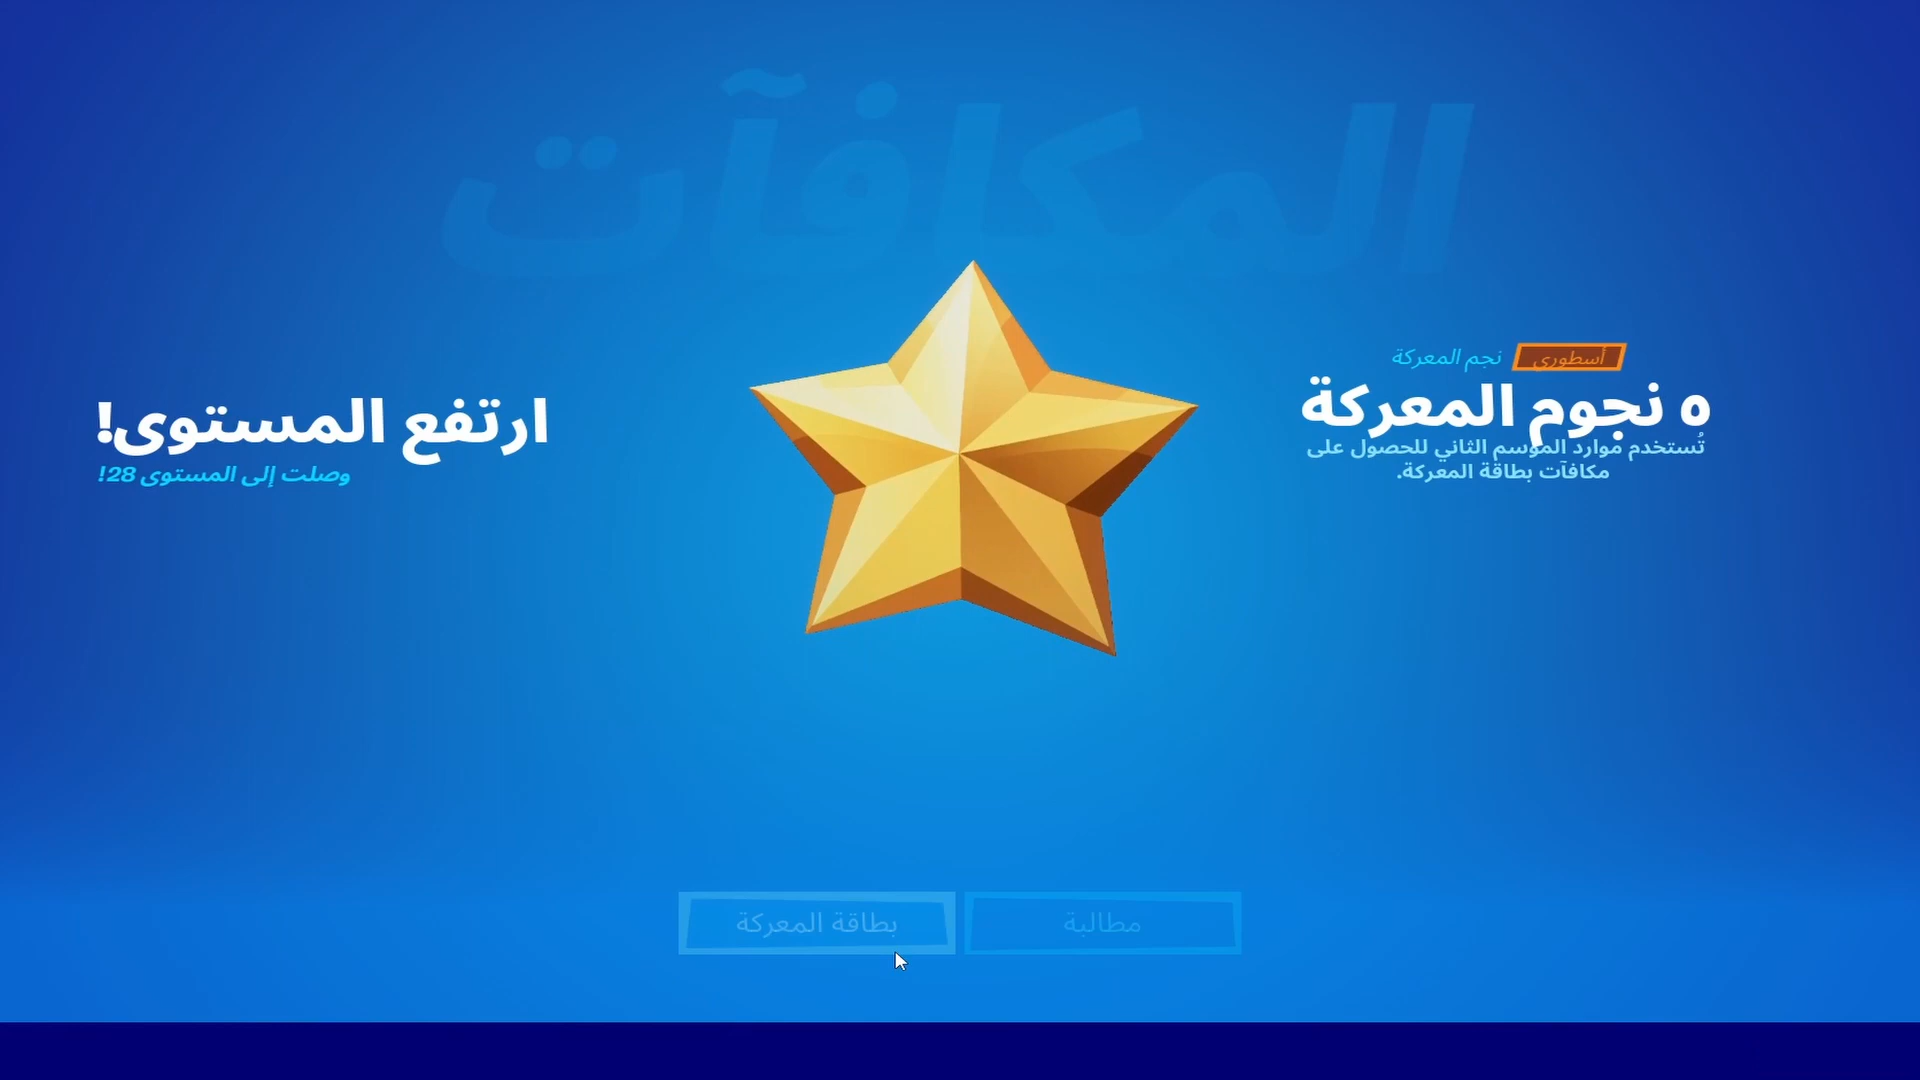 المكافآت
أسطوري نجم المعركة
٥ نجوم المعركة
تُستخدم موارد الموسم الثاني للحصول على
مكافآت بطاقة المعركة.
ارتفع المستوى!
وصلت إلى المستوى 28!
مطالبة
بطاقة المعركة